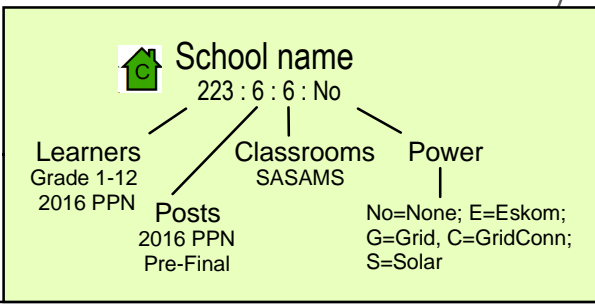 C
School name
223 : 6 : 6 : No
Learners
Grade 1-12
2016 PPN
Posts
2016 PPN
Pre-Final
Classrooms
SASAMS
Power
No=None; E=Eskom;
G=Grid, C=GridConn;
S=Solar